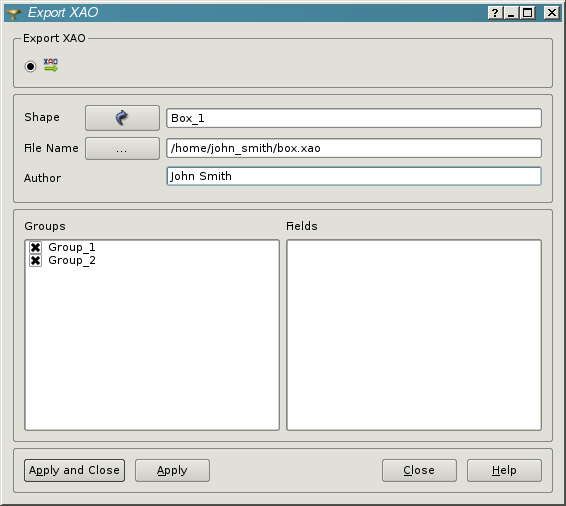 Export XAO
Export XAO
XAO
Shape
Box_1
File Name
...
/home/john_smith/box.xao
Author
John Smith
Groups
Fields
Group_1
Group_2
Apply and Close
Apply
Close
Help